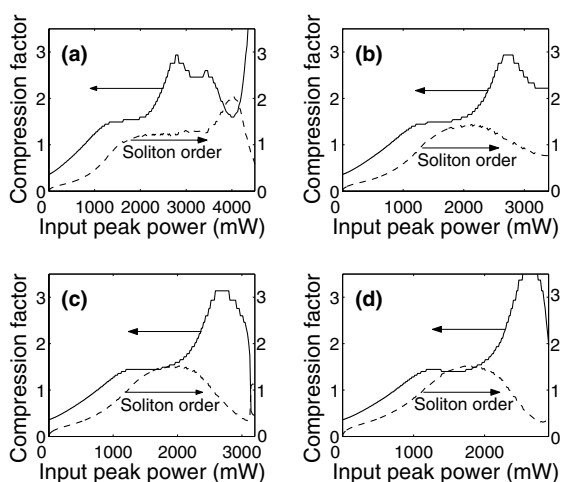 (a)
Compression factor
3
2
1
0
3
2
1
0
Soliton order
0 1000 2000 3000 4000
Input peak power (mW)
(b)
Compression factor
3
2
1
0
3
2
1
0
Soliton order
0 1000 2000 3000
Input peak power (mW)
(c)
Compression factor
3
2
1
0
3
2
1
0
Soliton order
0 1000 2000 3000
Input peak power (mW)
(d)
Compression factor
3
2
1
0
3
2
1
0
Soliton order
0 1000 2000
Input peak power (mW)